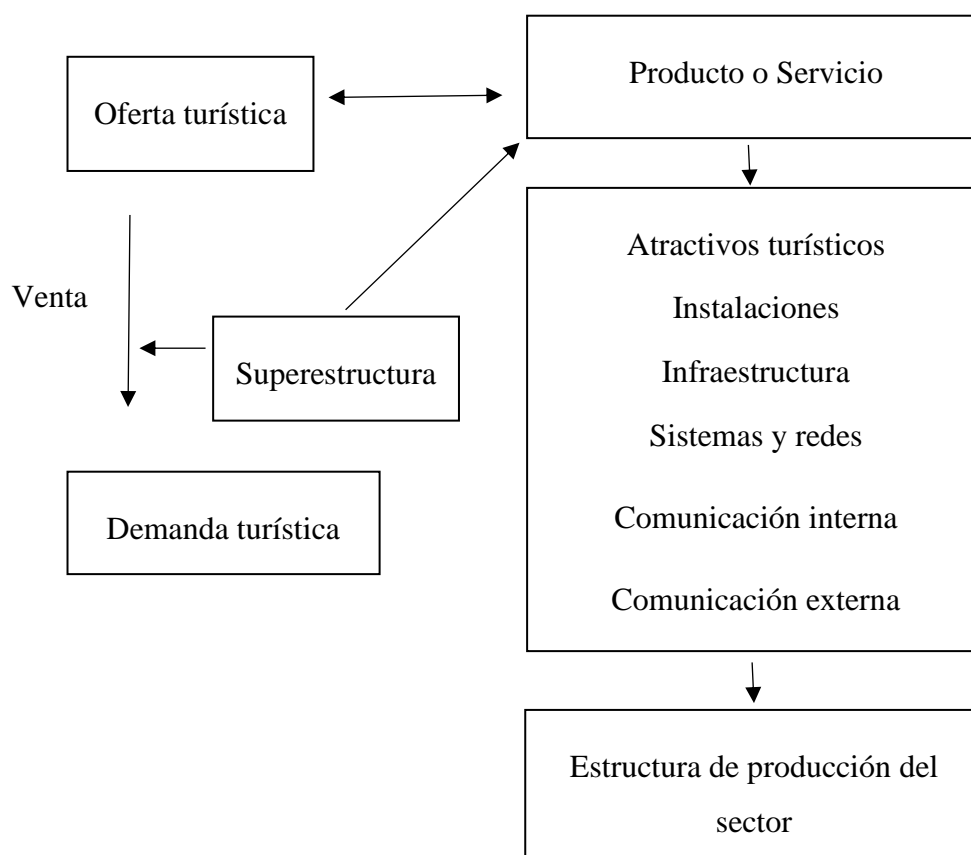 Producto o Servicio
Oferta turística
Atractivos turísticos
Venta
Instalaciones
Superestructura
Infraestructura
Sistemas y redes
Demanda turística
Comunicación interna
Comunicación externa
Estructura de producción del
sector